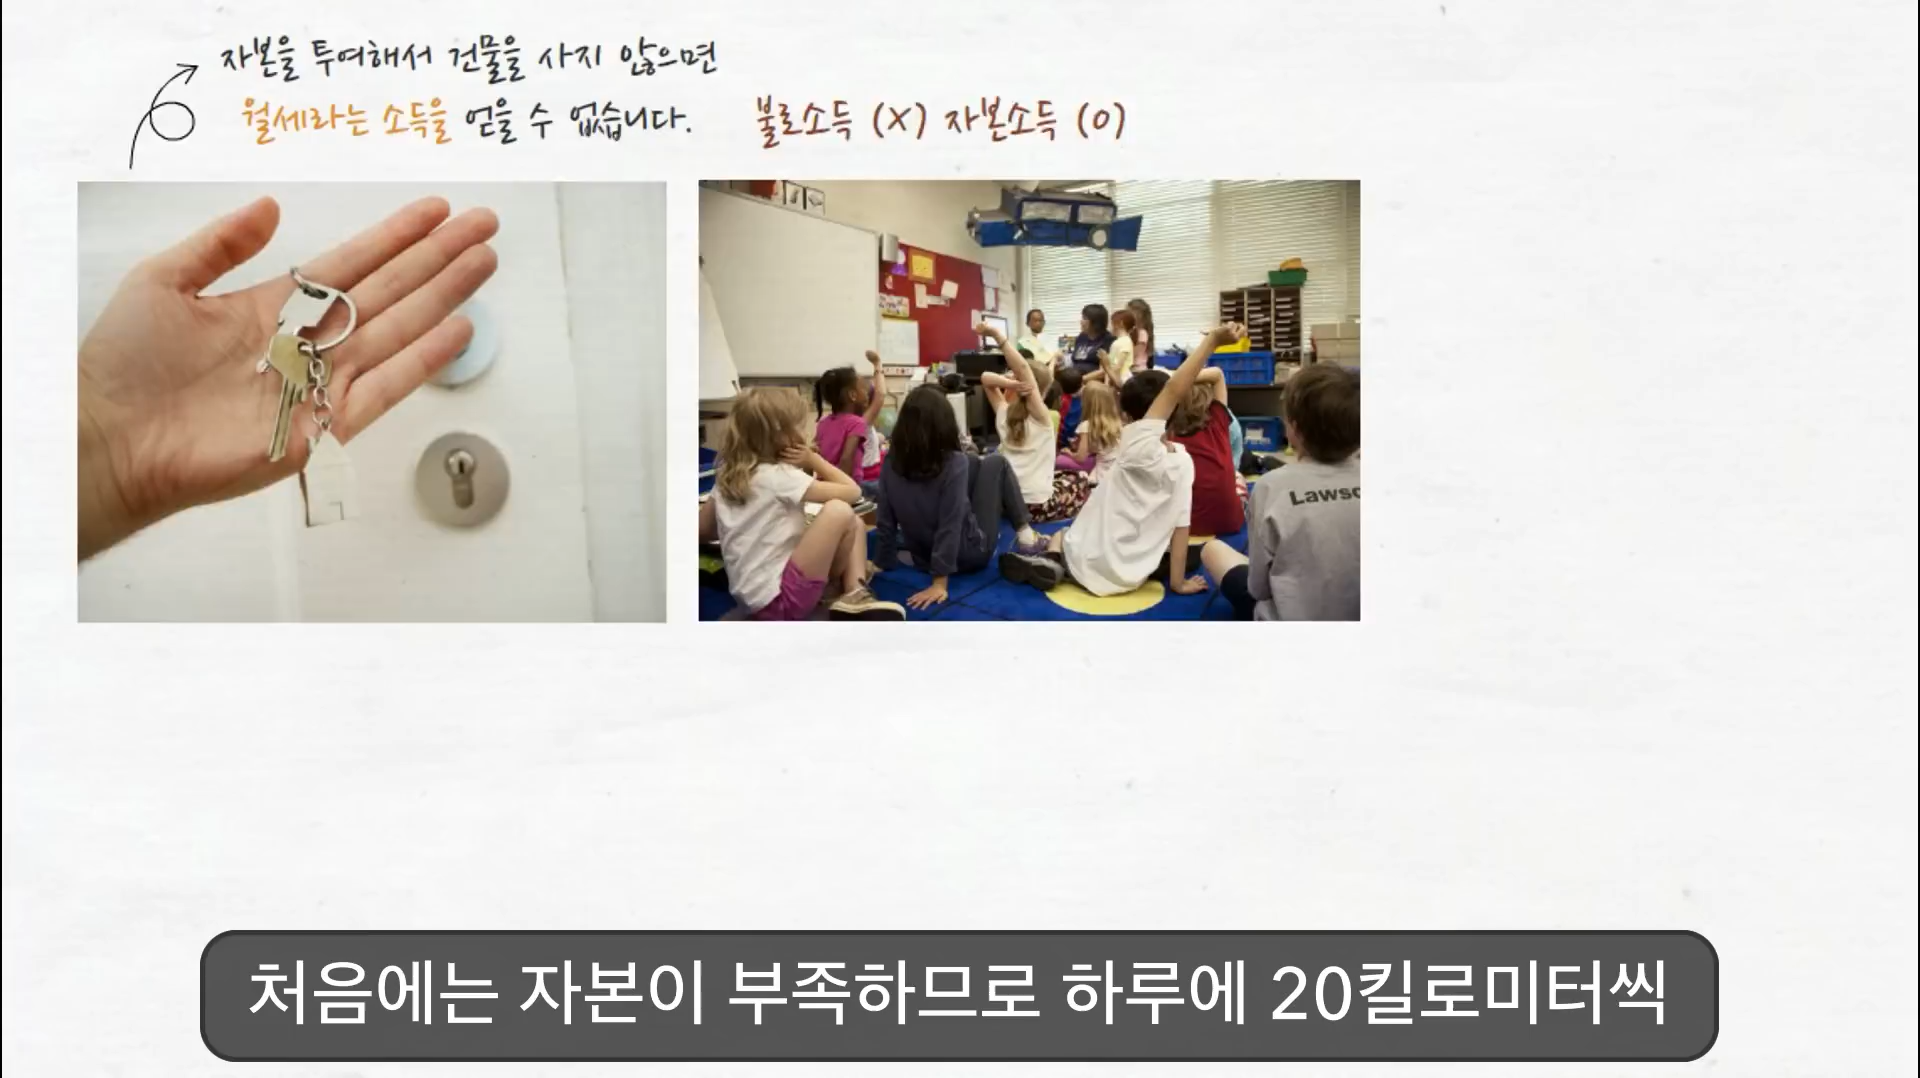 자본을 투여해서 건물을 사지 않으면
월세라는 소득을 얻을 수 없습니다. 불로소득 (X) 자본소득 (O)
Lawso
처음에는 자본이 부족하므로 하루에 20킬로미터씩